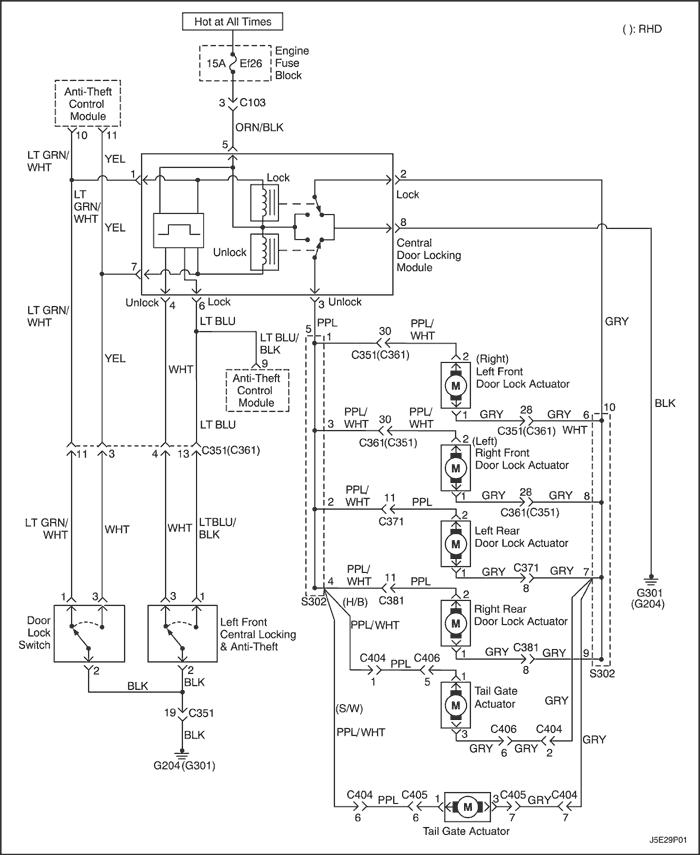 Hot at All Times
( ): RHD
15A Ef26
Engine
Fuse
Block
3 C103
ORN/BLK
Anti-Theft
Control
Module
10 11
LT GRN/
WHT
YEL
5
1
2
Lock
Lock
LT
GRN/
WHT
YEL
8
Unlock
Central
Door Locking
Module
7
Unlock 4 6 Lock 3 Unlock
LT GRN/
WHT
LT BLU
PPL
GRY
LT BLU/
BLK
9
Anti-Theft
Control
Module
YEL
WHT
LT BLU
5 1
30
PPL/
WHT
C351(C361)
2 (Right)
Left Front
Door Lock Actuator
M
1 GRY 28 GRY 6 10
C351(C361) WHT
BLK
3 PPL/
WHT
30
PPL/
WHT
C361(C351)
2 (Left)
Right Front
Door Lock Actuator
M
1 GRY 28 GRY 8
C361(C351)
11 3 4 13 C351(C361)
2 PPL/
WHT
11 PPL
C371
2
Left Rear
Door Lock Actuator
M
1 GRY C371 7
8
LT GRN/
WHT
WHT
WHT
LTBLU/
BLK
4 PPL/
WHT
11 PPL
C381
2
Right Rear
Door Lock Actuator
M
1 GRY C381 9
8
S302
S302
G301
(G204)
1 3 3 1
Door
Lock
Switch
Left Front
Central Locking
& Anti-Theft
2 2
BLK BLK
19 C351
BLK
G204(G301)
(H/B)
PPL/WHT
C404 PPL C406
1 5
1
Tail Gate
Actuator
M
3
GRY
C406 C404
GRY 6 GRY 2
GRY
(S/W)
PPL/WHT
C404 PPL C405 1 M 3 C405 GRY C404
6 6 7 7
Tail Gate Actuator
J5E29P01